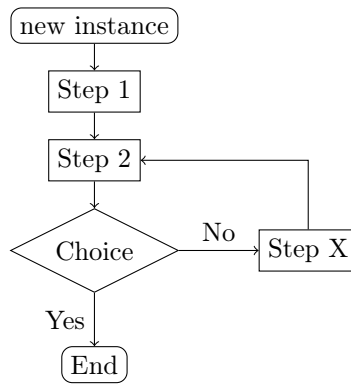 new instance
Step 1
Step 2
Choice
No
Step X
Yes
End